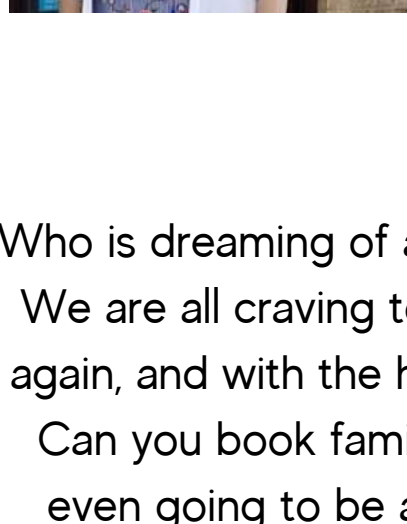 Who is dreaming of
We are all craving
again, and with the
Can you book
even going to be